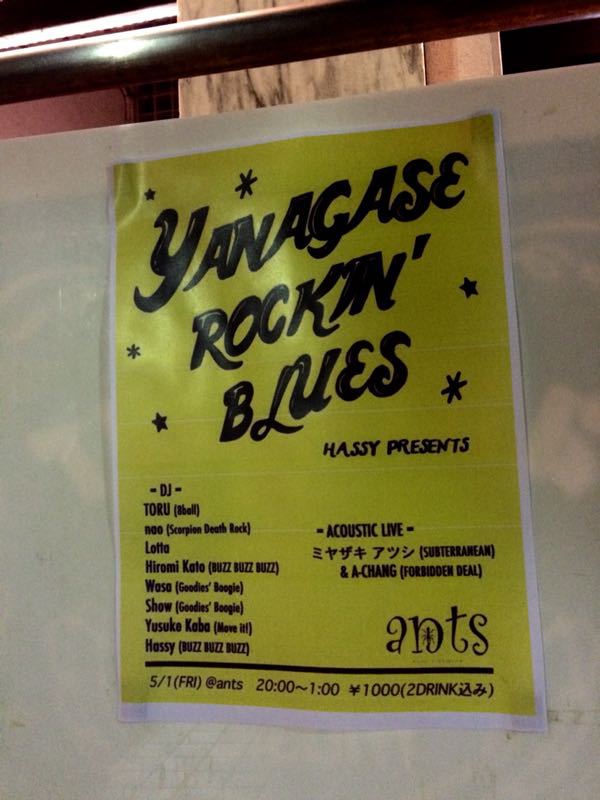 YANAGASE
ROCKIN'
BLUES
HASSY PRESENTS
- DJ -
TORU (8ball)
nao (Scorpion Death Rock)
Lotta
Hiromi Kato (BUZZ BUZZ BUZZ)
Wasa (Goodies' Boogie)
Show (Goodies' Boogie)
Yusuke Kaba (Move it!)
Hassy (BUZZ BUZZ BUZZ)
- ACOUSTIC LIVE -
ミヤザキ アツシ (SUBTERRANEAN)
& A-CHANG (FORBIDDEN DEAL)
ants
5/1(FRI) @ants 20:00～1:00 ¥1000(2DRINK込み)